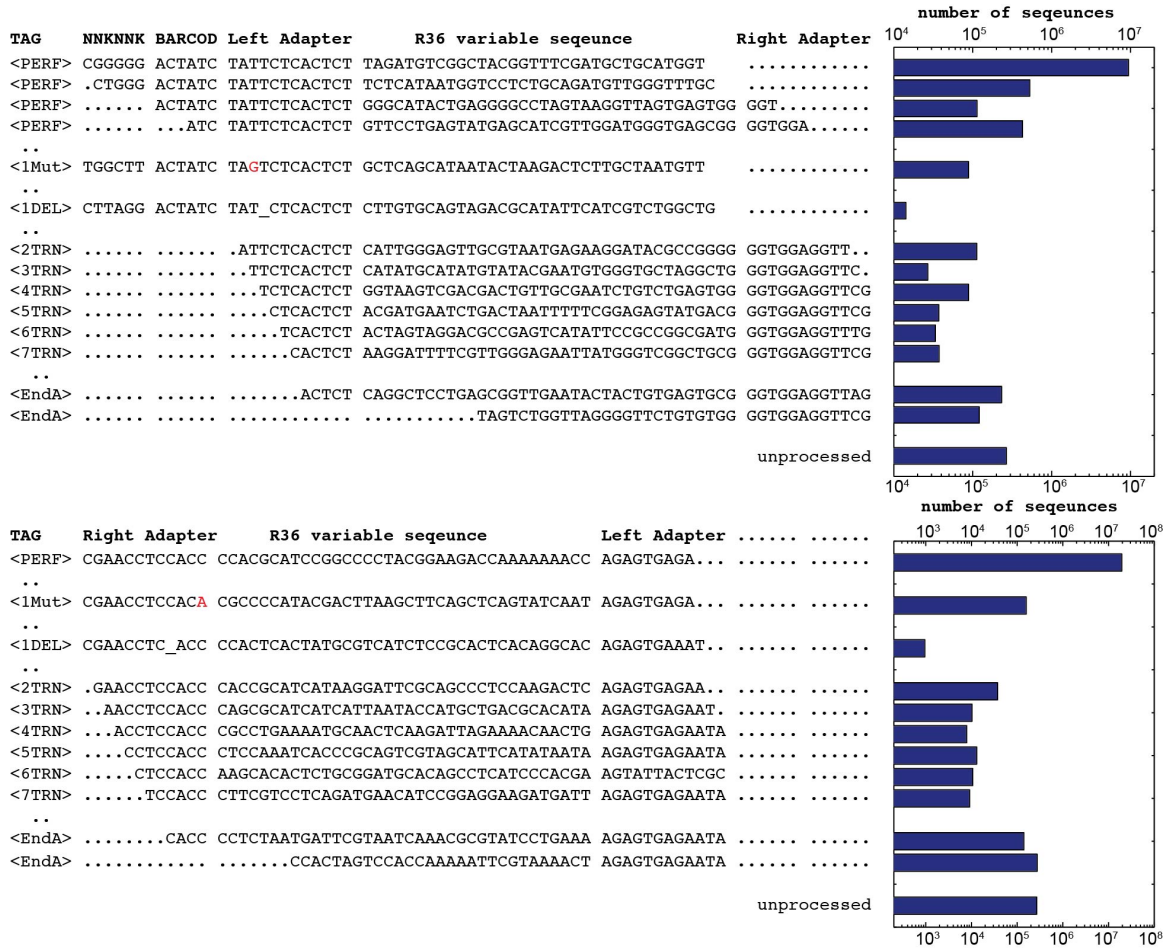 number of seqeunces
TAG NNKNNK BARCOD Left Adapter R36 variable seqeunce Right Adapter 10⁴ 10⁵ 10⁶ 10⁷
<PERF> CGGGGG ACTATC TATTCTCACTCT TAGATGTCGGCTACGGTTTCGATGCTGCATGGT ............
<PERF> .CTGGG ACTATC TATTCTCACTCT TCTCATAATGGTCCTCTGCAGATGTTGGGTTTGC ............
<PERF> ...... ACTATC TATTCTCACTCT GGGCATACTGAGGGGCCTAGTAAGGTTAGTGAGTGG GGT.........
<PERF> ...... ...ATC TATTCTCACTCT GTTCCTGAGTATGAGCATCGTTGGATGGGTGAGCGG GGTGGA......
..
<1Mut> TGGCTT ACTATC TAGTCTCACTCT GCTCAGCATAATACTAAGACTCTTGCTAATGTT ............
..
<1DEL> CTTAGG ACTATC TAT_CTCACTCT CTTGTGCAGTAGACGCATATTCATCGTCTGGCTG ............
..
<2TRN> ...... ...... .ATTCTCACTCT CATTGGGAGTTGCGTAATGAGAAGGATACGCCGGGG GGTGGAGGTT..
<3TRN> ...... ...... ..TTCTCACTCT CATATGCATATGTATACGAATGTGGGTGCTAGGCTG GGTGGAGGTTC.
<4TRN> ...... ...... ...TCTCACTCT GGTAAGTCGACGACTGTTGCGAATCTGTCTGAGTGG GGTGGAGGTTCG
<5TRN> ...... ...... ....CTCACTCT ACGATGAATCTGACTAATTTTTCGGAGAGTATGACG GGTGGAGGTTCG
<6TRN> ...... ...... .....TCACTCT ACTAGTAGGACGCCGAGTCATATTCCGCCGGCGATG GGTGGAGGTTTG
<7TRN> ...... ...... ......CACTCT AAGGATTTTCGTTGGGAGAATTATGGGTCGGCTGCG GGTGGAGGTTCG
..
<EndA> ...... ...... .......ACTCT CAGGCTCCTGAGCGGTTGAATACTACTGTGAGTGCG GGTGGAGGTTAG
<EndA> ...... ...... ............ ...........TAGTCTGGTTAGGGGTTCTGTGTGG GGTGGAGGTTCG
unprocessed
10⁴ 10⁵ 10⁶ 10⁷
number of seqeunces
TAG Right Adapter R36 variable seqeunce Left Adapter ...... ...... 10³ 10⁴ 10⁵ 10⁶ 10⁷ 10⁸
<PERF> CGAACCTCCACC CCACGCATCCGGCCCCTACGGAAGACCAAAAAAACC AGAGTGAGA... ...... ......
..
<1Mut> CGAACCTCCACA CGCCCCATACGACTTAAGCTTCAGCTCAGTATCAAT AGAGTGAGA... ...... ......
..
<1DEL> CGAACCTC_ACC CCACTCACTATGCGTCATCTCCGCACTCACAGGCAC AGAGTGAAAT.. ...... ......
..
<2TRN> .GAACCTCCACC CACCGCATCATAAGGATTCGCAGCCCTCCAAGACTC AGAGTGAGAA.. ...... ......
<3TRN> ..AACCTCCACC CAGCGCATCATCATTAATACCATGCTGACGCACATA AGAGTGAGAAT. ...... ......
<4TRN> ...ACCTCCACC CGCCTGAAAATGCAACTCAAGATTAGAAAACAACTG AGAGTGAGAATA ...... ......
<5TRN> ....CCTCCACC CTCCAAATCACCCGCAGTCGTAGCATTCATATAATA AGAGTGAGAATA ...... ......
<6TRN> .....CTCCACC AAGCACACTCTGCGGATGCACAGCCTCATCCCACGA AGTATTACTCGC ...... ......
<7TRN> ......TCCACC CTTCGTCCTCAGATGAACATCCGGAGGAAGATGATT AGAGTGAGAATA ...... ......
..
<EndA> ........CACC CCTCTAATGATTCGTAATCAAACGCGTATCCTGAAA AGAGTGAGAATA ...... ......
<EndA> ............ .......CCACTAGTCCACCAAAAATTCGTAAAACT AGAGTGAGAATA ...... ......
unprocessed
10³ 10⁴ 10⁵ 10⁶ 10⁷ 10⁸